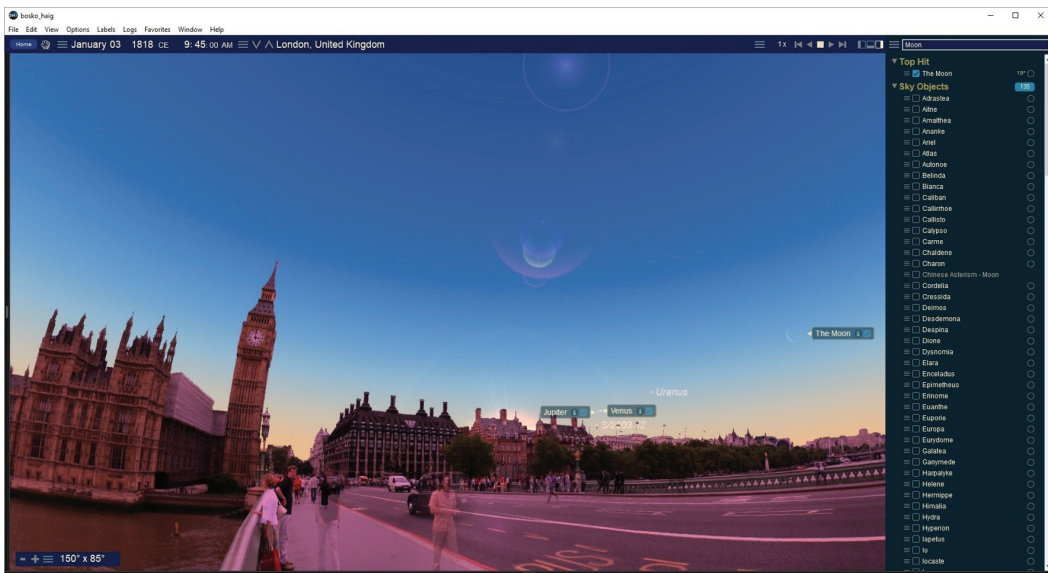 bosko_haig
File Edit View Options Labels Logs Favorites Window Help
Home January 03 1818 CE 9: 45: 00 AM London, United Kingdom 1x Moon
Top Hit
The Moon 19°
Sky Objects 135
Adrastea
Aitne
Amalthea
Ananke
Ariel
Atlas
Autonoe
Belinda
Bianca
Caliban
Callirrhoe
Callisto
Calypso
Carme
Chaldene
Charon
Chinese Asterism - Moon
Cordelia
Cressida
Deimos
Desdemona
Despina
Dione
Dysnomia
Elara
Enceladus
Epimetheus
Erinome
Euanthe
Euporie
Europa
Eurydome
Galatea
Ganymede
Harpalyke
Helene
Hermippe
Himalia
Hydra
Hyperion
Iapetus
Io
Iocaste
The Moon i
Uranus
Jupiter i
Venus i
150° x 85°